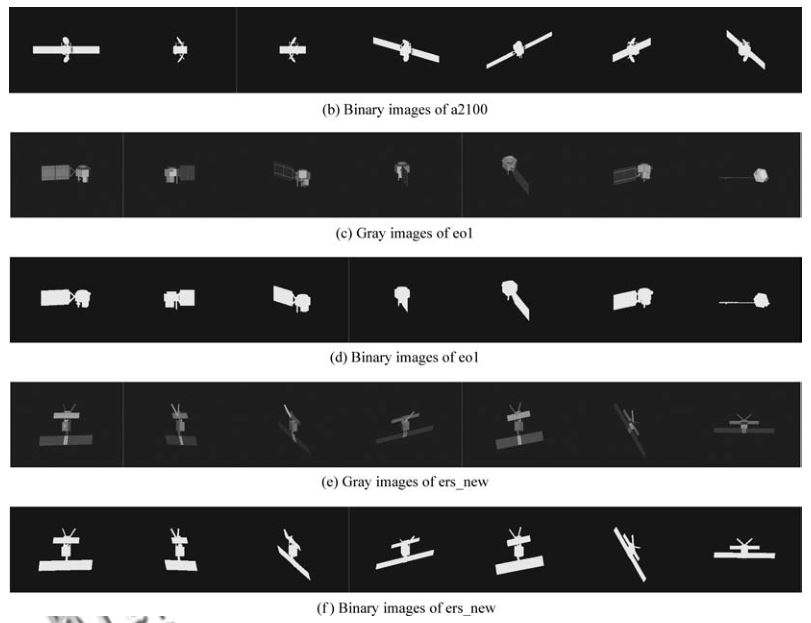 (b) Binary images of a2100
(c) Gray images of eo1
(d) Binary images of eo1
(e) Gray images of ers_new
(f) Binary images of ers_new